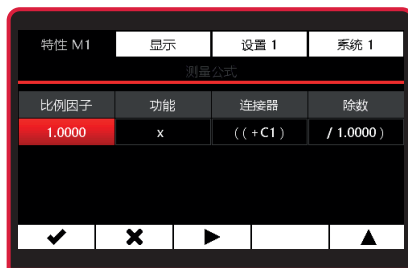 特性 M1 显示 设置 1 系统 1
测量公式
比例因子 功能 连接器 除数
1.0000 x ( ( +C1 ) / 1.0000 )